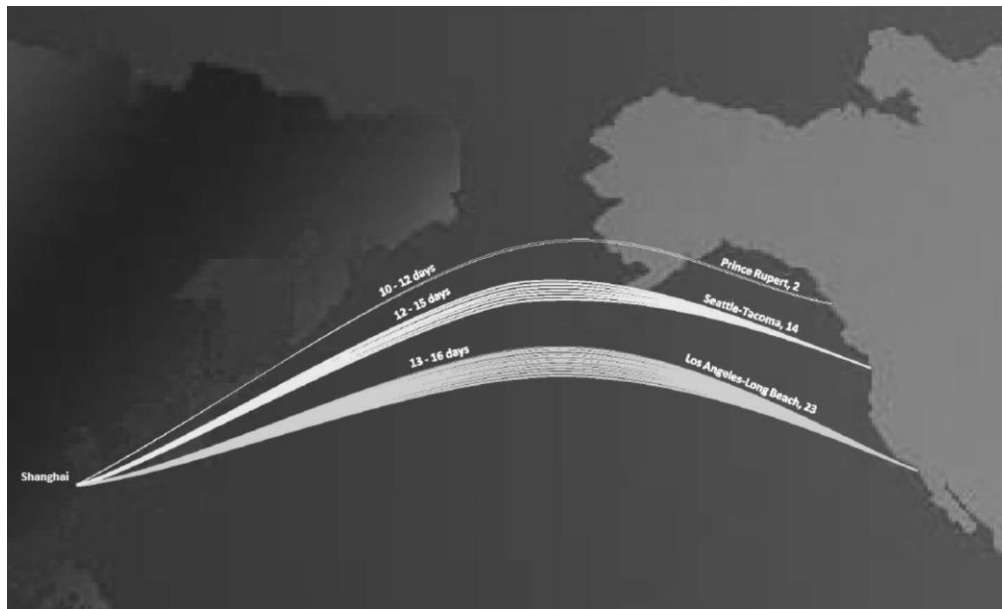 10 - 12 days
Prince Rupert, 2
12 - 15 days
Seattle-Tacoma, 14
13 - 16 days
Los Angeles-Long Beach, 23
Shanghai